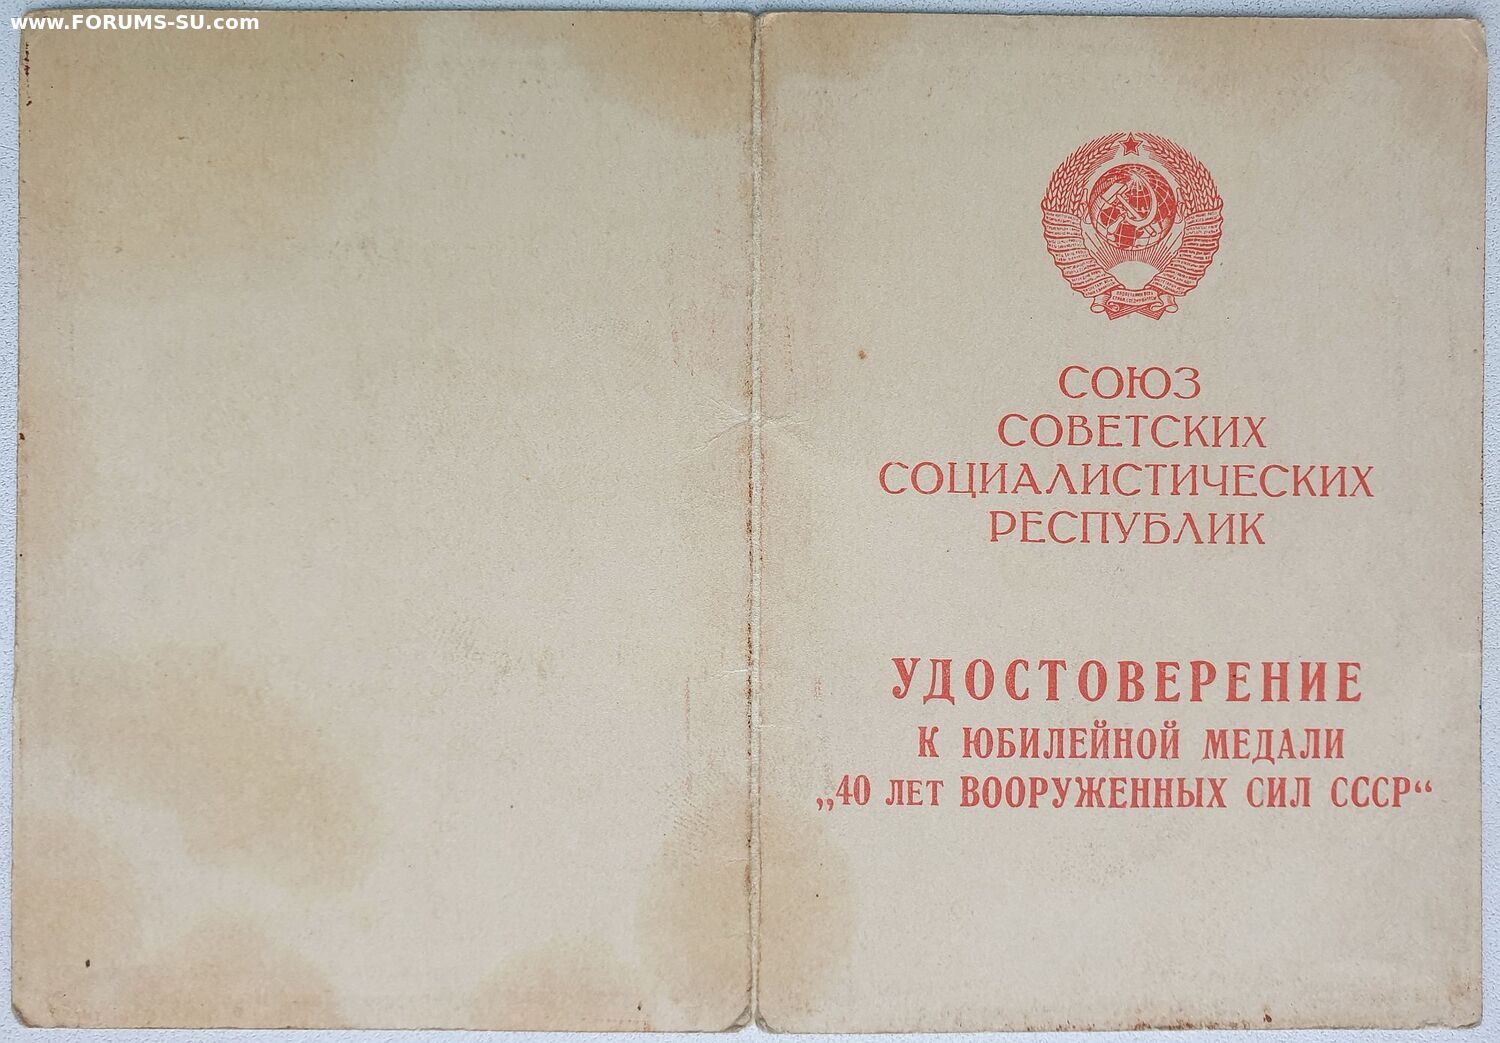 www.FORUMS-SU.com
СОЮЗ
СОВЕТСКИХ
СОЦИАЛИСТИЧЕСКИХ
РЕСПУБЛИК
УДОСТОВЕРЕНИЕ
К ЮБИЛЕЙНОЙ МЕДАЛИ
„40 ЛЕТ ВООРУЖЕННЫХ СИЛ СССР“